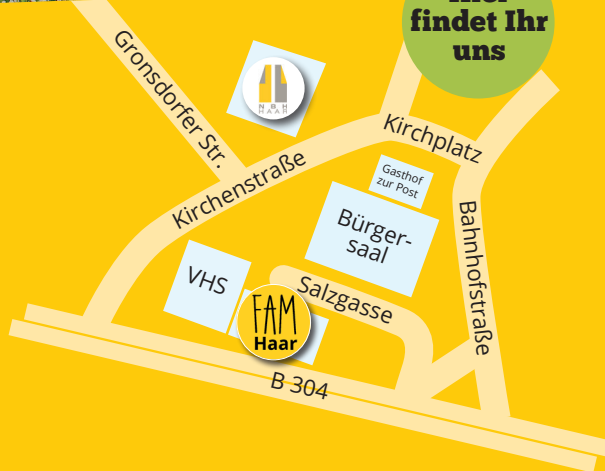 findet Ihr
uns
Gronsdorfer Str.
N B H
HAAR
Kirchplatz
Kirchenstraße
Gasthof
zur Post
Bürger-
saal
Bahnhofstraße
VHS
Salzgasse
FAM
Haar
B 304